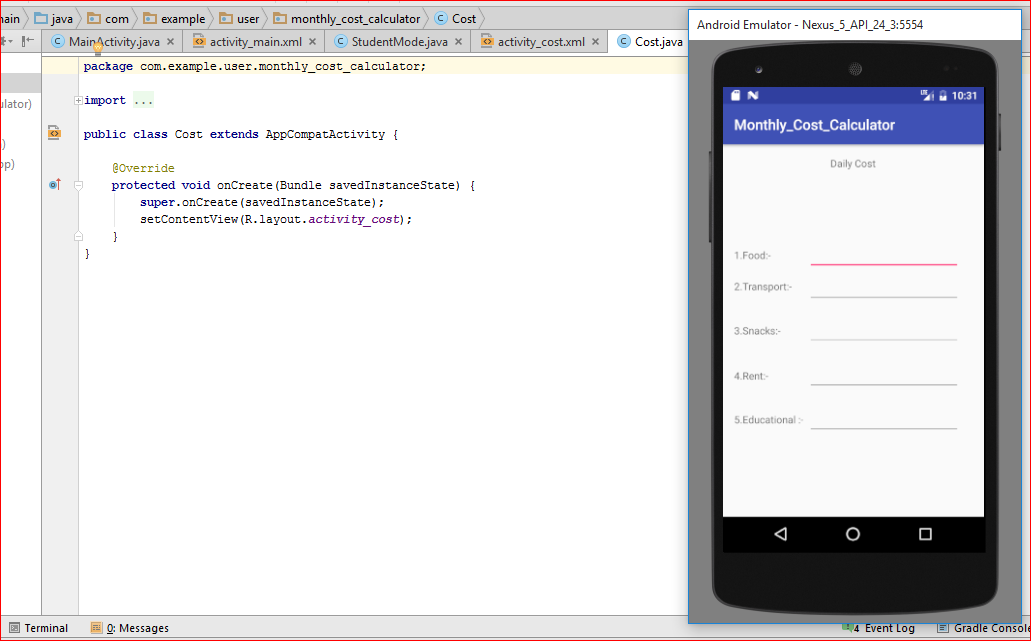 ain java com example user monthly_cost_calculator Cost
MainActivity.java activity_main.xml StudentMode.java activity_cost.xml Cost.java
package com.example.user.monthly_cost_calculator;
import ...
public class Cost extends AppCompatActivity {
@Override
protected void onCreate(Bundle savedInstanceState) {
super.onCreate(savedInstanceState);
setContentView(R.layout.activity_cost);
}
}
ulator)
)
op)
Android Emulator - Nexus_5_API_24_3:5554
LTE 10:31
Monthly_Cost_Calculator
Daily Cost
1.Food:-
2.Transport:-
3.Snacks:-
4.Rent:-
5.Educational :-
Terminal 0: Messages 4 Event Log Gradle Console